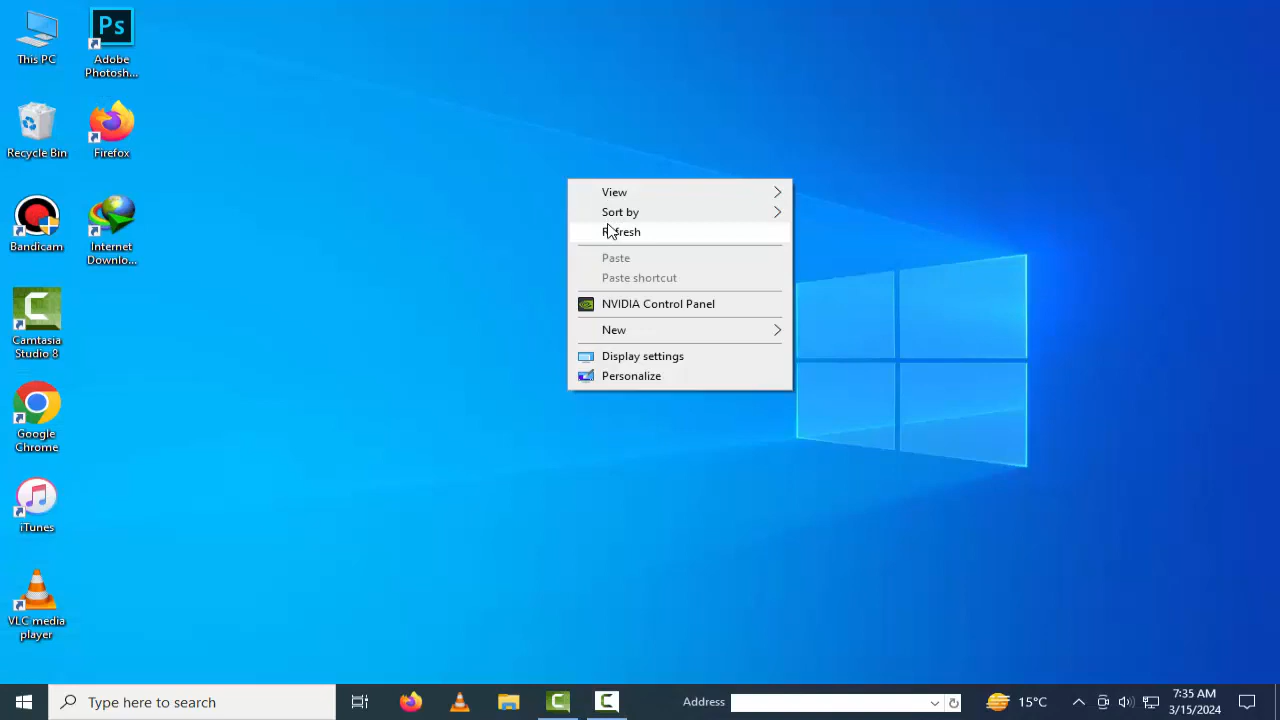 This PC
Ps
Adobe
Photosh...
Recycle Bin
Firefox
Bandicam
Internet
Downlo...
Camtasia
Studio 8
Google
Chrome
iTunes
VLC media
player
View
Sort by
Refresh
Paste
Paste shortcut
NVIDIA Control Panel
New
Display settings
Personalize
Type here to search
Address
15°C
7:35 AM
3/15/2024